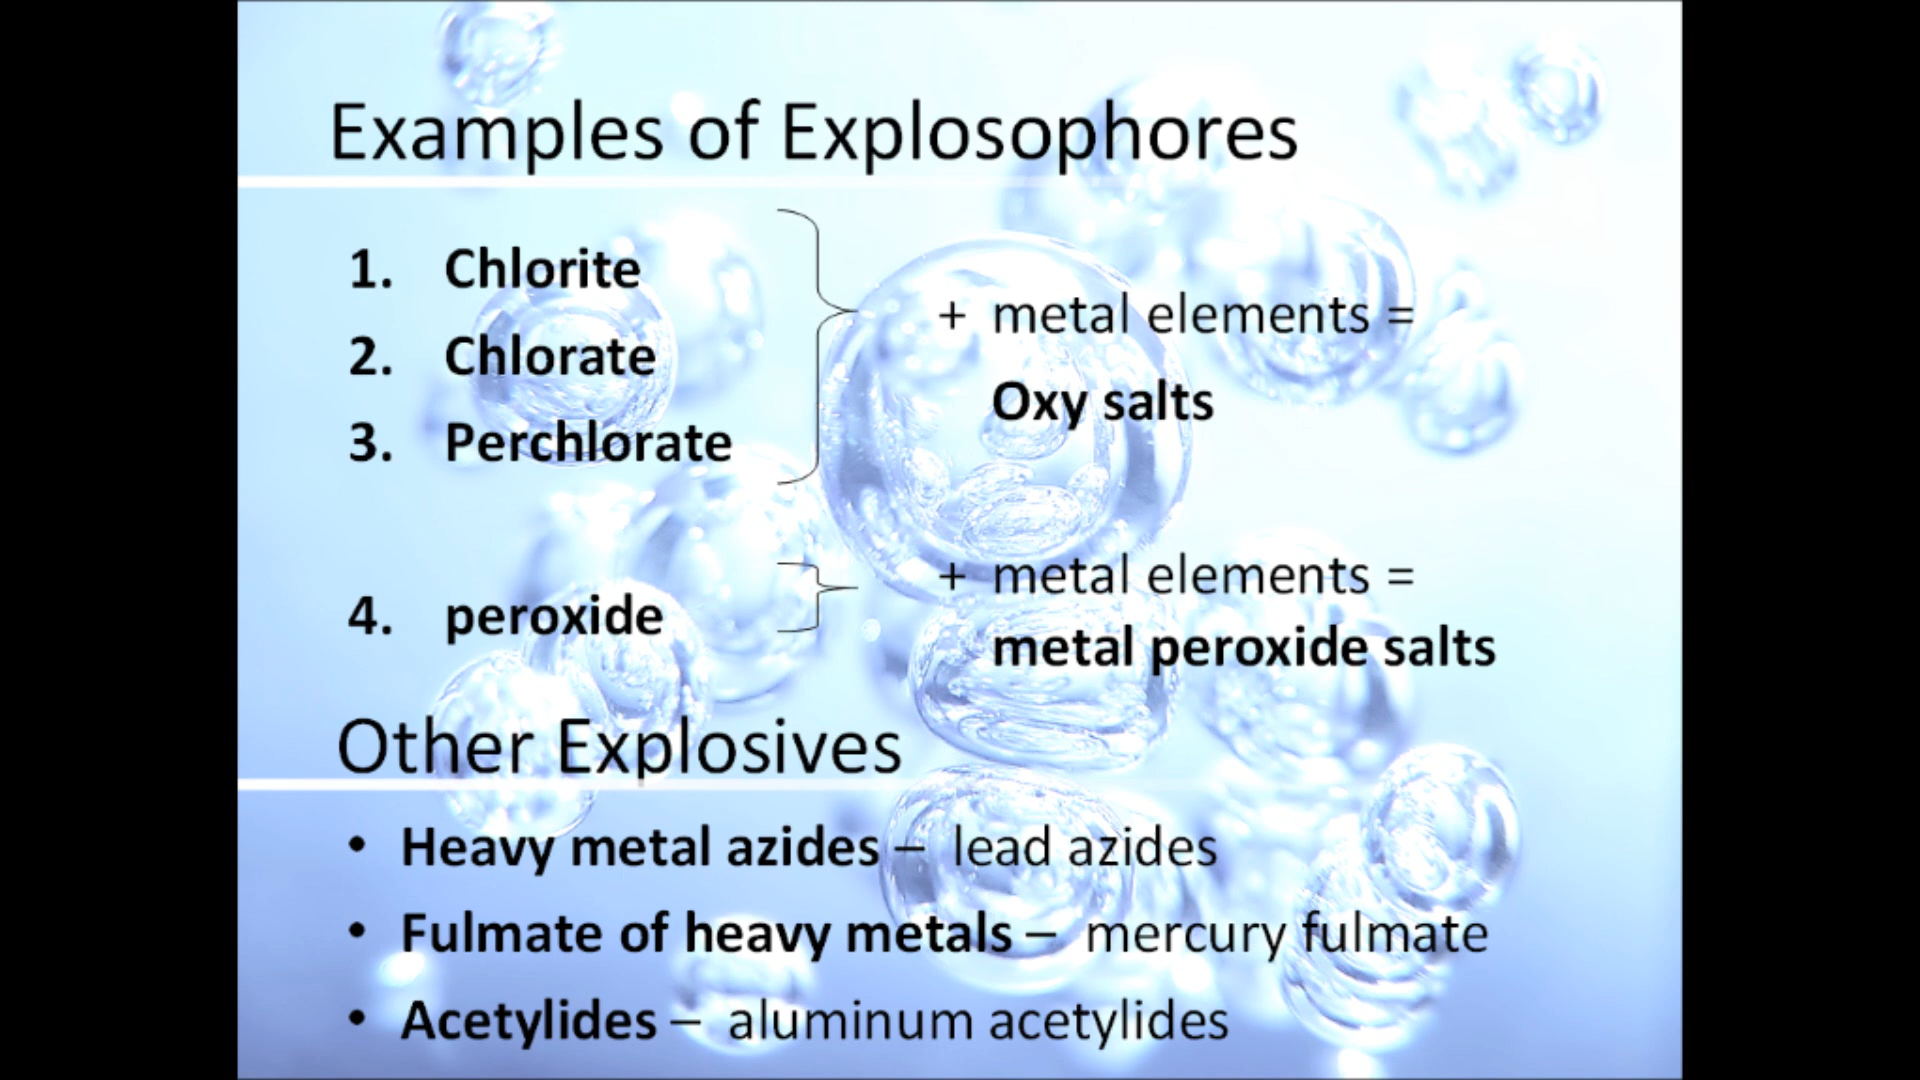 Examples of Explosophores
1. Chlorite
2. Chlorate
3. Perchlorate
+ metal elements =
Oxy salts
4. peroxide
+ metal elements =
metal peroxide salts
Other Explosives
• Heavy metal azides – lead azides
• Fulmate of heavy metals – mercury fulmate
• Acetylides – aluminum acetylides